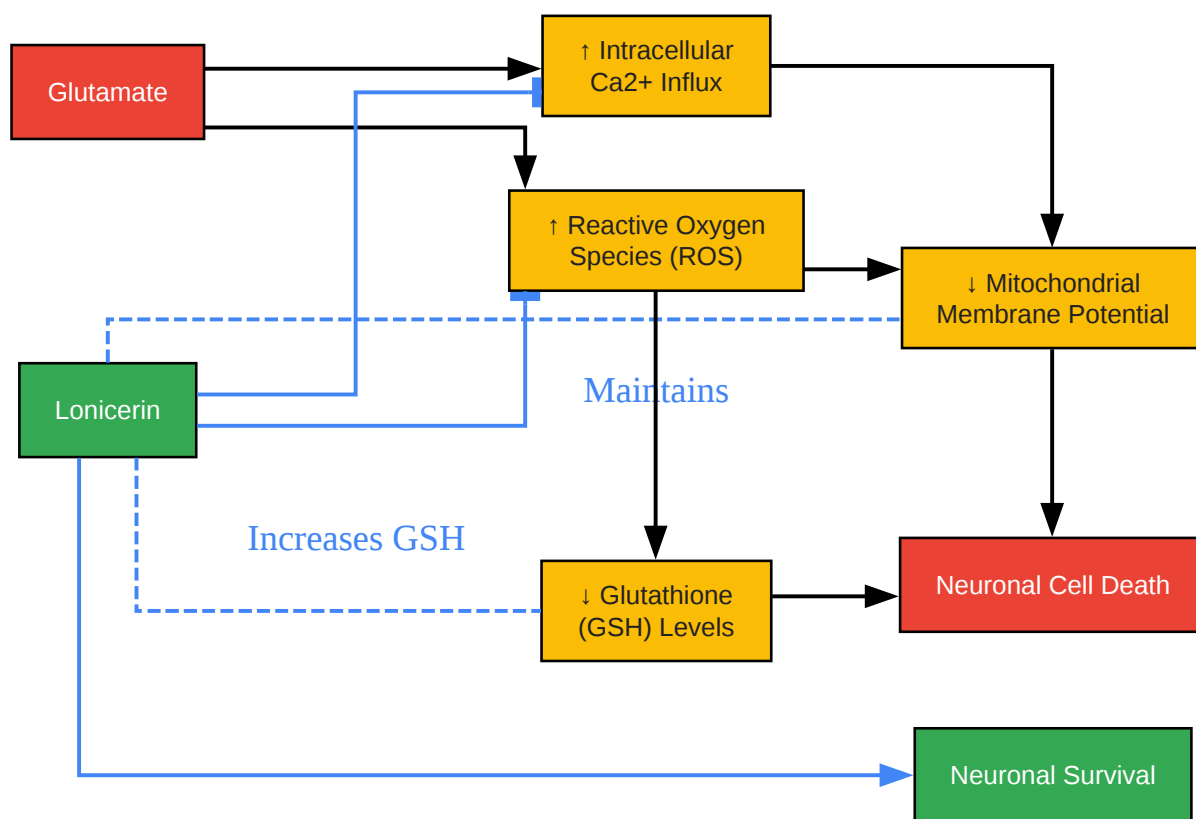 ↑ Intracellular
Ca2+ Influx
Glutamate
↑ Reactive Oxygen
Species (ROS)
↓ Mitochondrial
Membrane Potential
Maintains
Lonicerin
Increases GSH
↓ Glutathione
(GSH) Levels
Neuronal Cell Death
Neuronal Survival